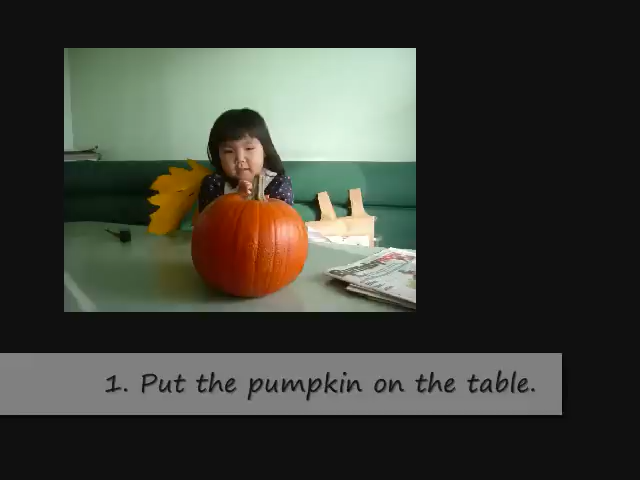 1. Put the pumpkin on the table.